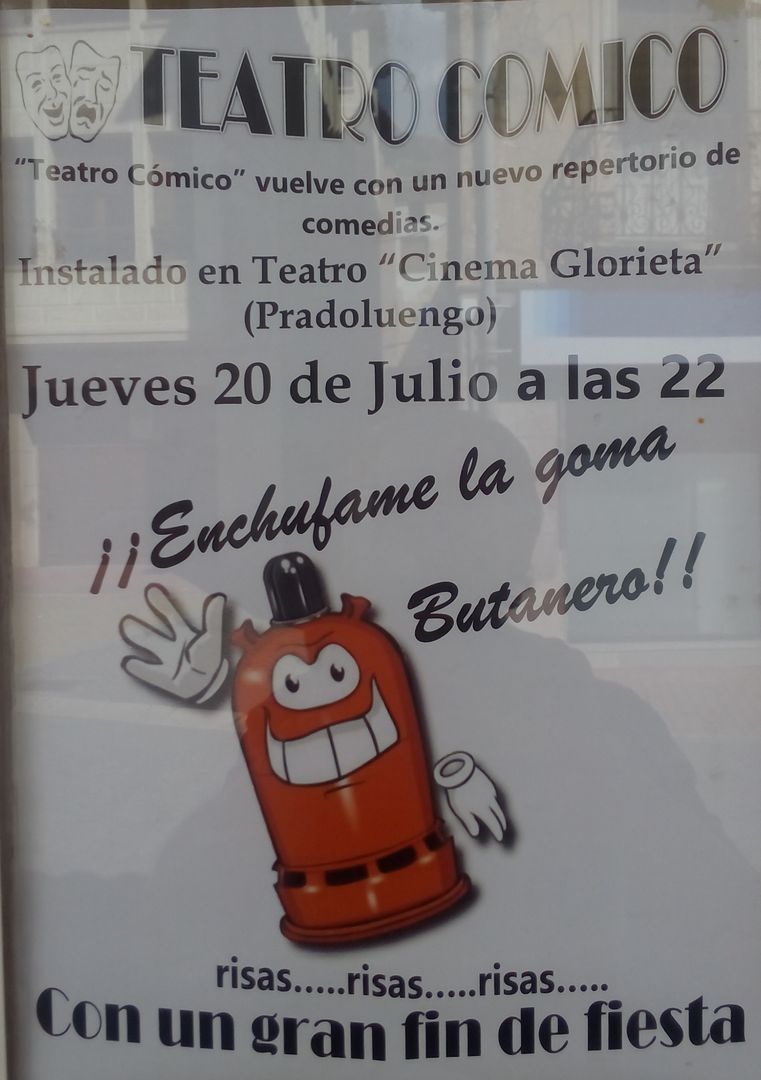 TEATRO COMICO
"Teatro Cómico" vuelve con un nuevo repertorio de
comedias.
Instalado en Teatro "Cinema Glorieta"
(Pradoluengo)
Jueves 20 de Julio a las 22
¡¡Enchufame la goma
Butanero!!
risas.....risas.....risas.....
Con un gran fin de fiesta